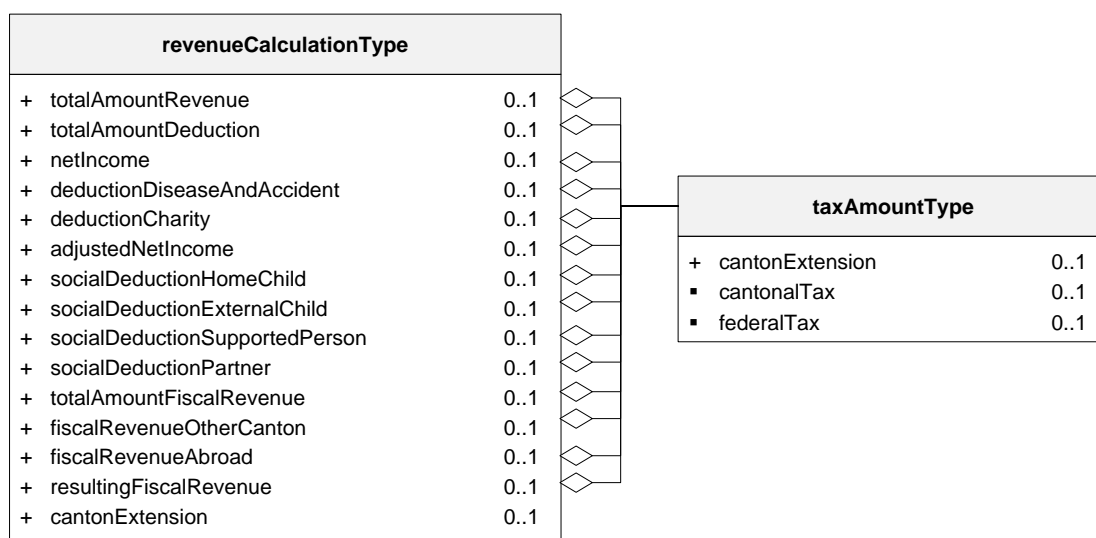 revenueCalculationType
+ totalAmountRevenue 0..1
+ totalAmountDeduction 0..1
+ netIncome 0..1
+ deductionDiseaseAndAccident 0..1
+ deductionCharity 0..1
+ adjustedNetIncome 0..1
+ socialDeductionHomeChild 0..1
+ socialDeductionExternalChild 0..1
+ socialDeductionSupportedPerson 0..1
+ socialDeductionPartner 0..1
+ totalAmountFiscalRevenue 0..1
+ fiscalRevenueOtherCanton 0..1
+ fiscalRevenueAbroad 0..1
+ resultingFiscalRevenue 0..1
+ cantonExtension 0..1
taxAmountType
+ cantonExtension 0..1
▪ cantonalTax 0..1
▪ federalTax 0..1